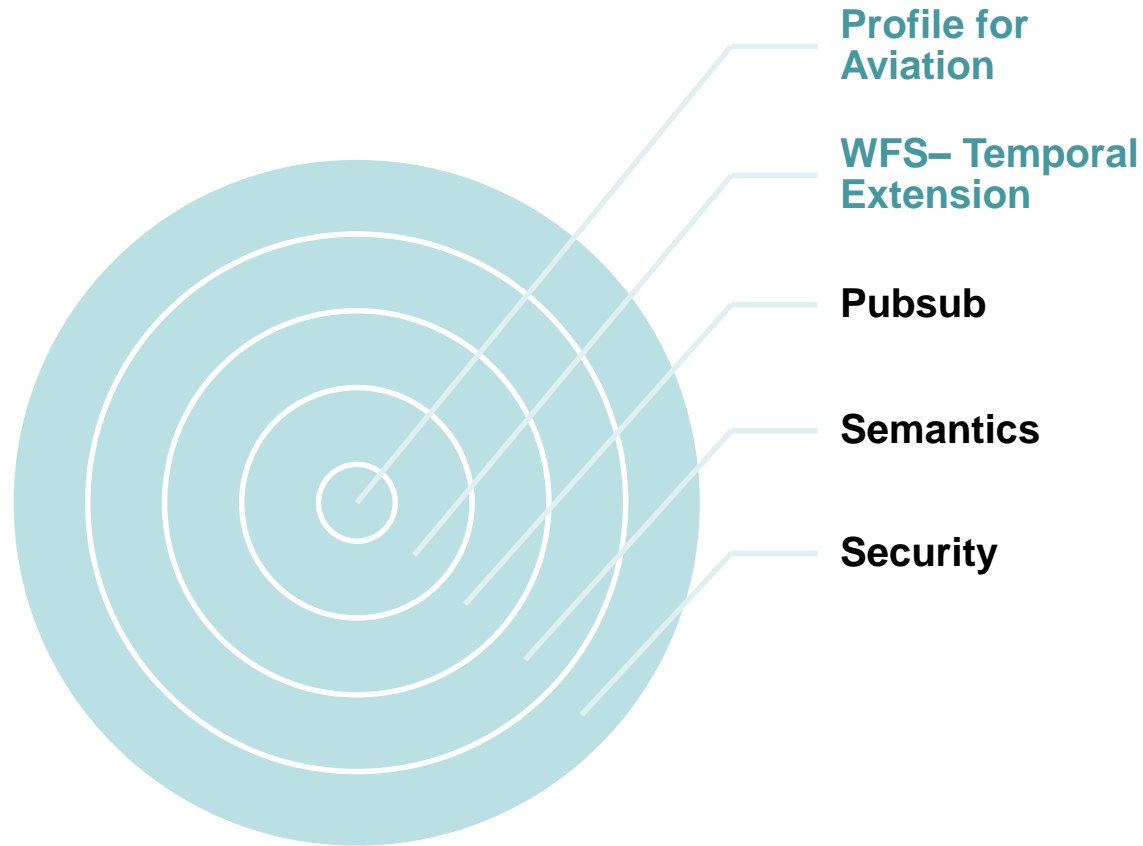 Profile for
Aviation
WFS– Temporal
Extension
Pubsub
Semantics
Security